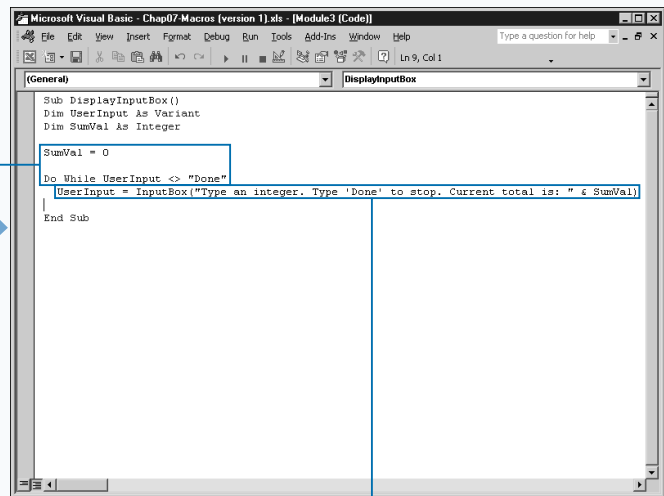 Microsoft Visual Basic - Chap07-Macros (version 1).xls - [Module3 (Code)]
File Edit View Insert Format Debug Run Tools Add-Ins Window Help Type a question for help
Ln 9, Col 1
(General) DisplayInputBox
Sub DisplayInputBox()
Dim UserInput As Variant
Dim SumVal As Integer
SumVal = 0
Do While UserInput <> "Done"
UserInput = InputBox("Type an integer. Type 'Done' to stop. Current total is: " & SumVal)
End Sub